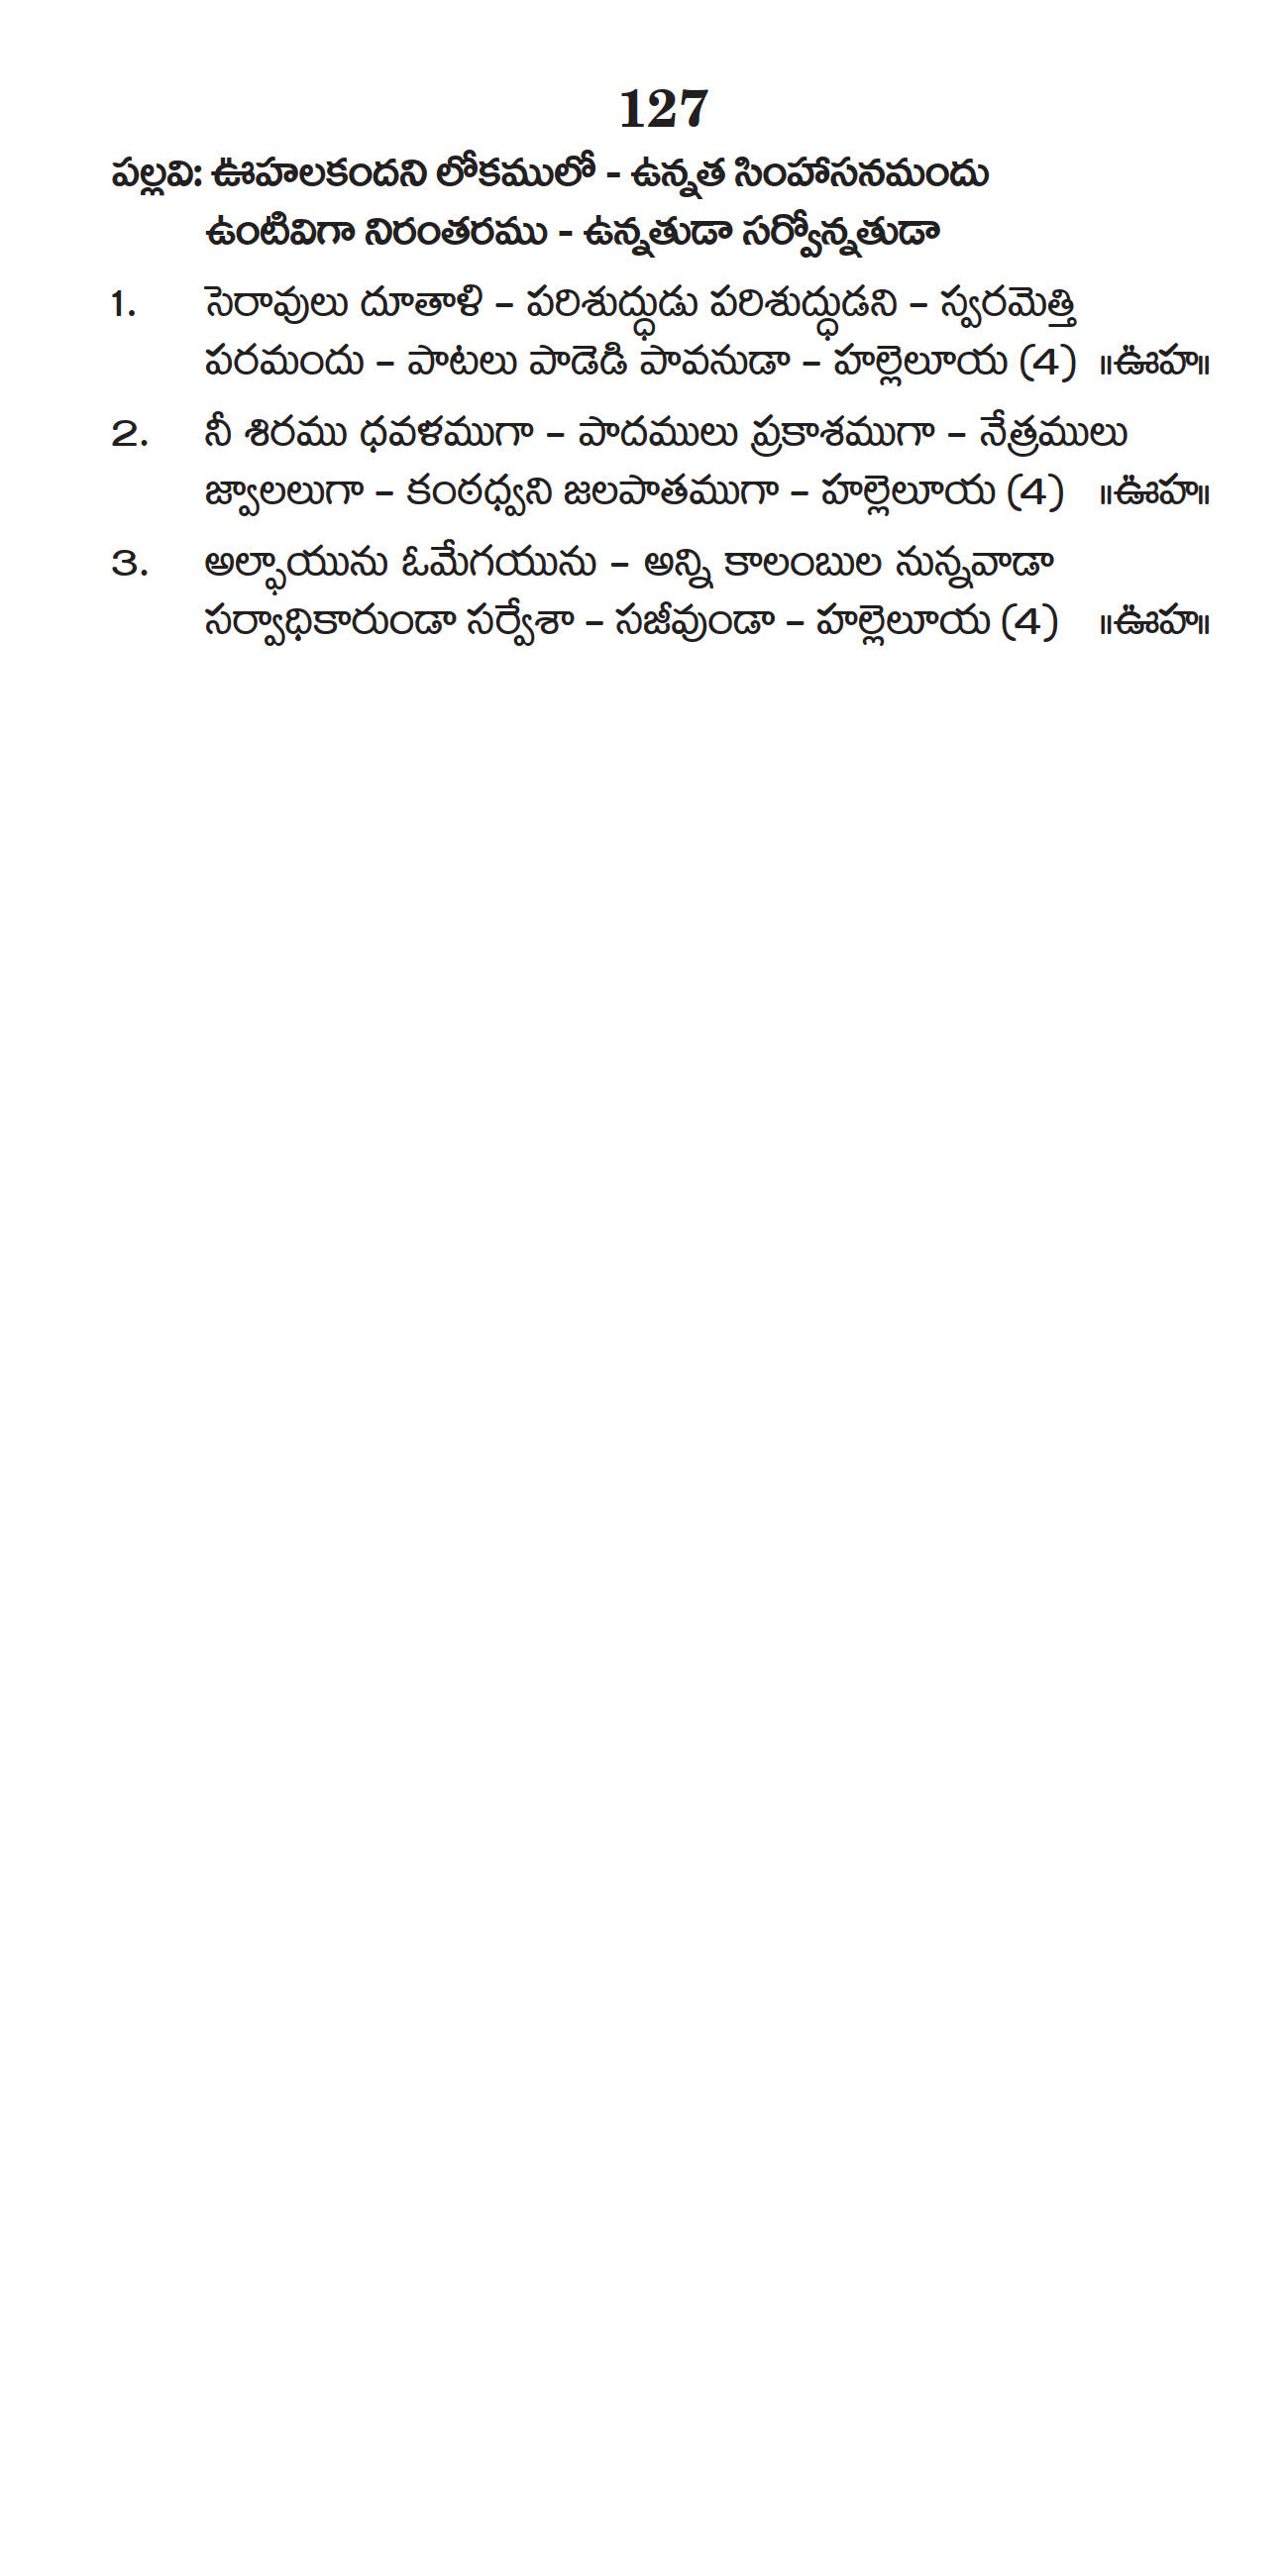 127
పల్లవి: ఊహలకందని లోకములో - ఉన్నత సింహాసనమందు
ఉంటివిగా నిరంతరము - ఉన్నతుడా సర్వోన్నతుడా
1. సెరావులు దూతాళి – పరిశుద్ధుడు పరిశుద్ధుడని – స్వరమెత్తి
పరమందు – పాటలు పాడెడి పావనుడా – హల్లెలూయ (4) ॥ఊహ॥
2. నీ శిరము ధవళముగా – పాదములు ప్రకాశముగా – నేత్రములు
జ్వాలలుగా – కంఠధ్వని జలపాతముగా – హల్లెలూయ (4) ॥ఊహ॥
3. అల్ఫాయును ఓమేగయును – అన్ని కాలంబుల నున్నవాడా
సర్వాధికారుండా సర్వేశా – సజీవుండా – హల్లెలూయ (4) ॥ఊహ॥